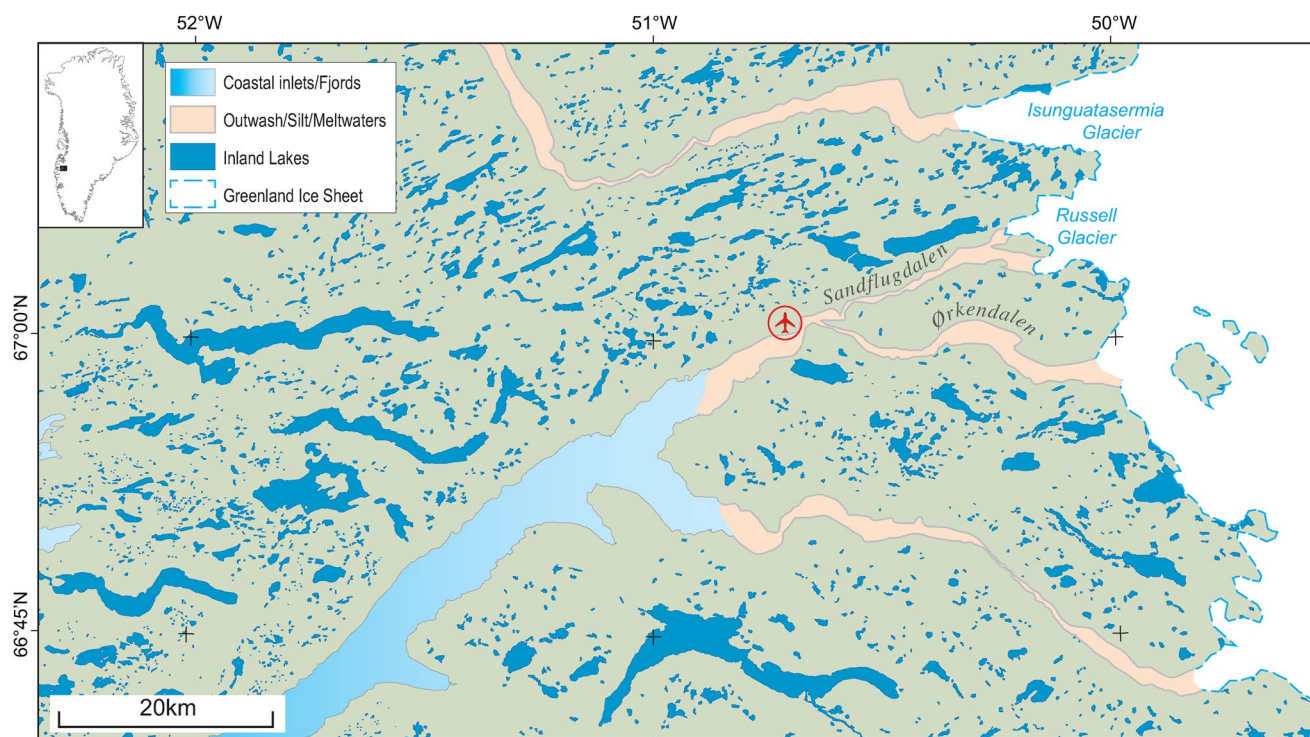 52°W
51°W
50°W
Coastal inlets/Fjords
Outwash/Silt/Meltwaters
Inland Lakes
Greenland Ice Sheet
Isunguatasermia
Glacier
Russell
Glacier
Sandflugdalen
Ørkendalen
67°00'N
66°45'N
20km